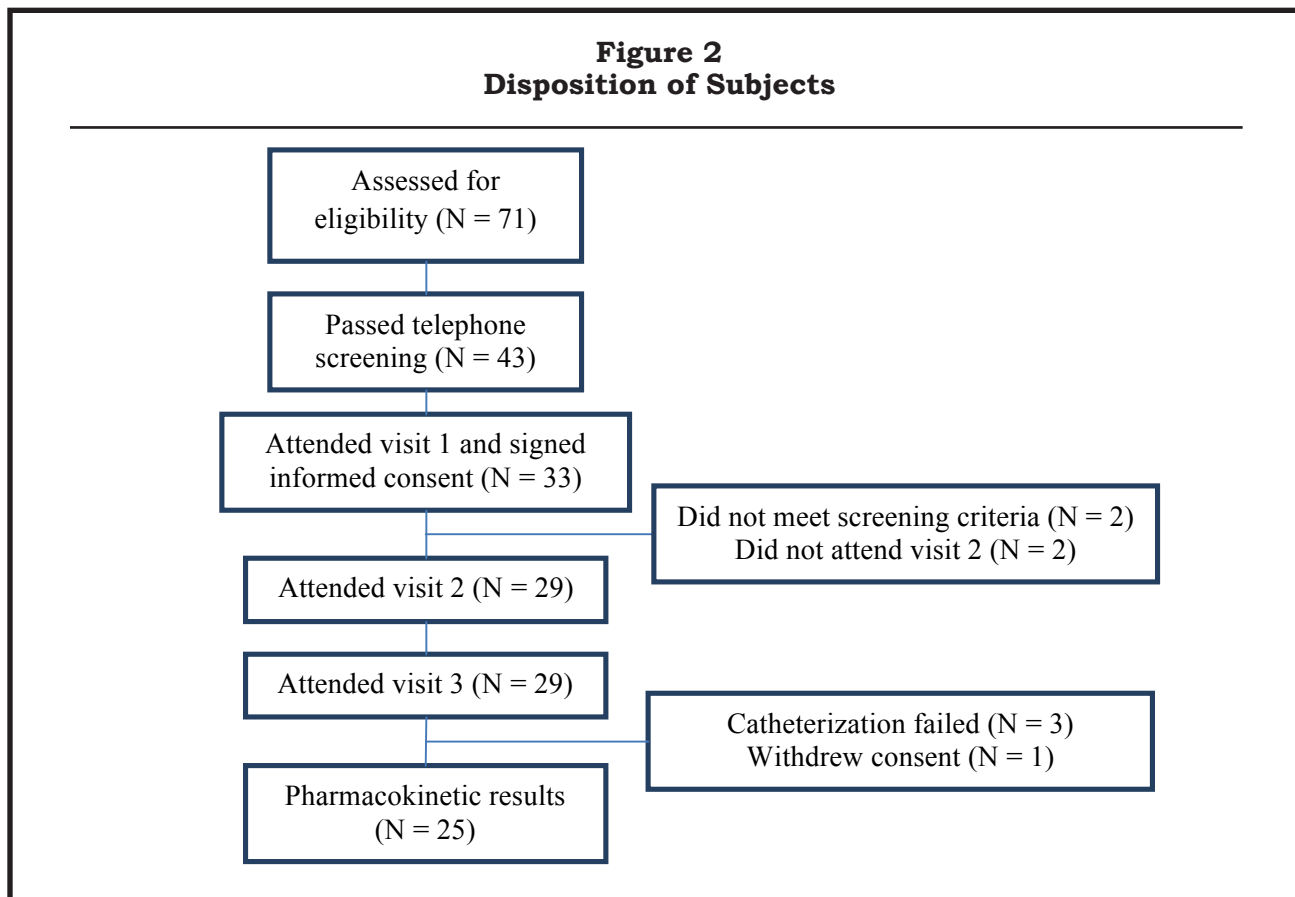 Figure 2
Disposition of Subjects
Assessed for
eligibility (N = 71)
Passed telephone
screening (N = 43)
Attended visit 1 and signed
informed consent (N = 33)
Did not meet screening criteria (N = 2)
Did not attend visit 2 (N = 2)
Attended visit 2 (N = 29)
Attended visit 3 (N = 29)
Catheterization failed (N = 3)
Withdrew consent (N = 1)
Pharmacokinetic results
(N = 25)